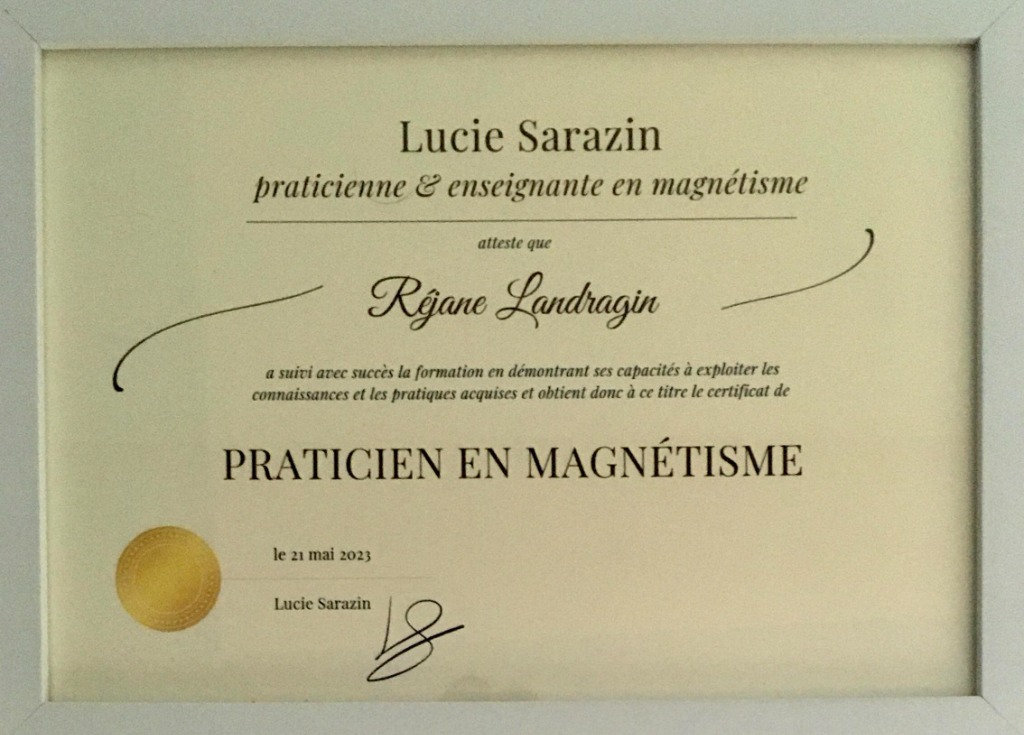 Lucie Sarazin
praticienne & enseignante en magnétisme
atteste que
Réjane Landragin
a suivi avec succès la formation en démontrant ses capacités à exploiter les
connaissances et les pratiques acquises et obtient donc à ce titre le certificat de
PRATICIEN EN MAGNÉTISME
le 21 mai 2023
Lucie Sarazin
LS